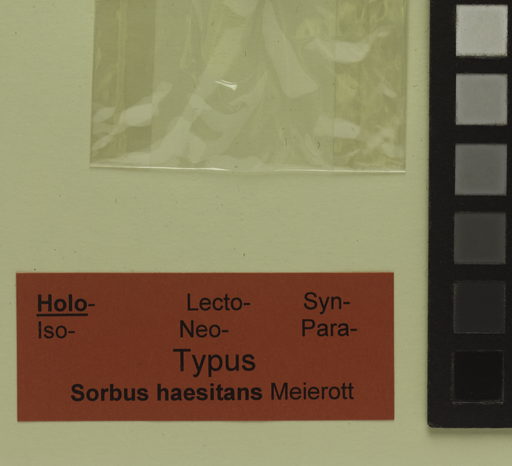 Holo- Lecto- Syn-
Iso- Neo- Para-
Typus
Sorbus haesitans Meierott